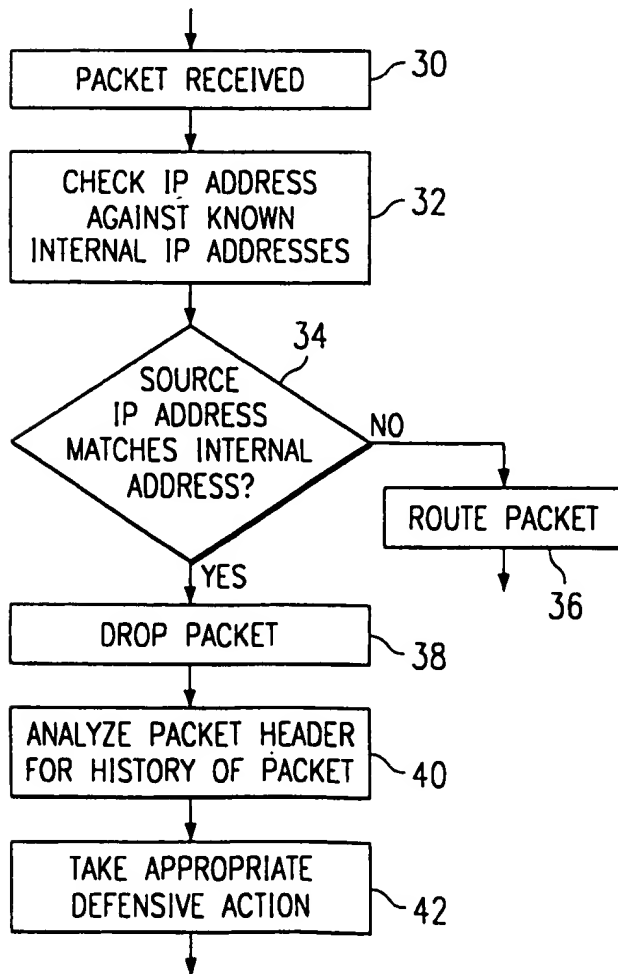 PACKET RECEIVED
30
CHECK IP ADDRESS
AGAINST KNOWN
INTERNAL IP ADDRESSES
32
34
SOURCE
IP ADDRESS
MATCHES INTERNAL
ADDRESS?
NO
ROUTE PACKET
36
YES
DROP PACKET
38
ANALYZE PACKET HEADER
FOR HISTORY OF PACKET
40
TAKE APPROPRIATE
DEFENSIVE ACTION
42